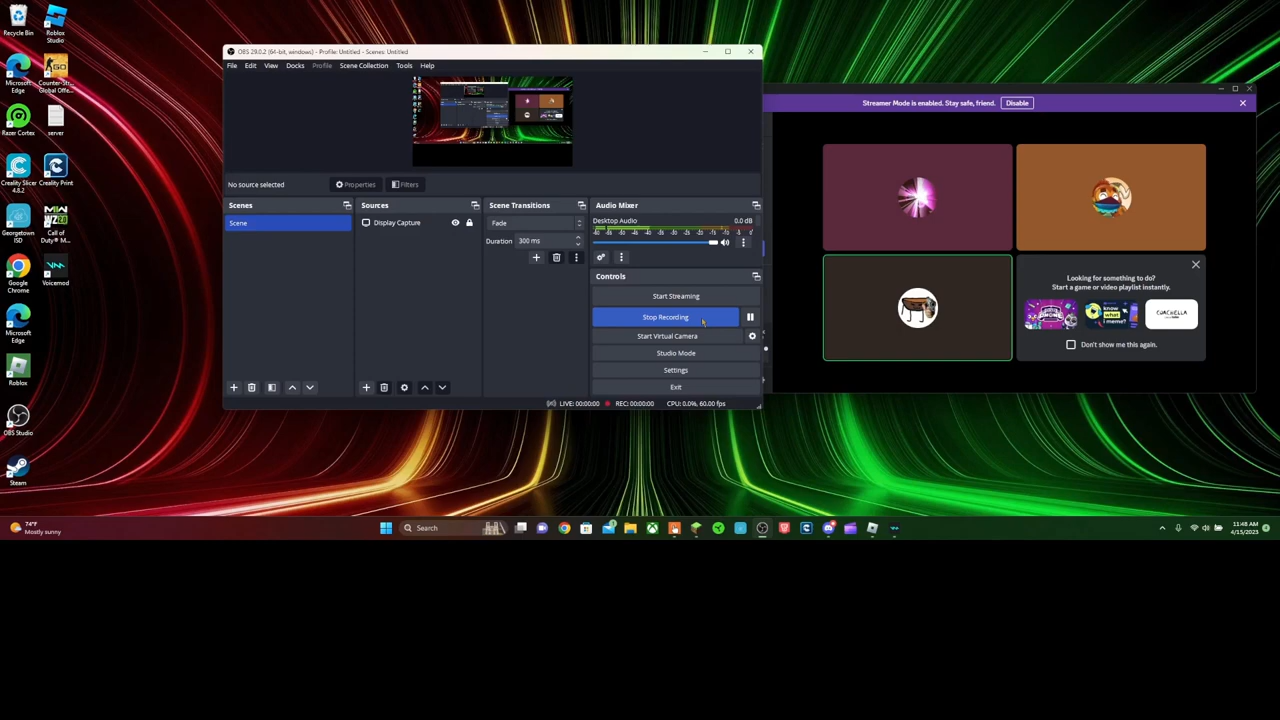 Recycle Bin
Roblox Studio
Microsoft Edge
Counter-Str... Global Offe...
Razer Cortex
server
Creality Slicer 4.8.2
Creality Print
Georgetown ISD
Call of Duty® M...
Google Chrome
Voicemod
Microsoft Edge
Roblox
OBS Studio
Steam
OBS 29.0.2 (64-bit, windows) - Profile: Untitled - Scenes: Untitled
File Edit View Docks Profile Scene Collection Tools Help
No source selected Properties Filters
Scenes Sources Scene Transitions Audio Mixer
Scene Display Capture Fade Desktop Audio 0.0 dB
Duration 300 ms
Controls
Start Streaming
Stop Recording
Start Virtual Camera
Studio Mode
Settings
Exit
LIVE: 00:00:00 REC: 00:00:00 CPU: 0.0%, 60.00 fps
Streamer Mode is enabled. Stay safe, friend. Disable
Looking for something to do?
Start a game or video playlist instantly.
know what i meme?
COACHELLA
Don't show me this again.
74°F
Mostly sunny
Search
11:48 AM
4/15/2023